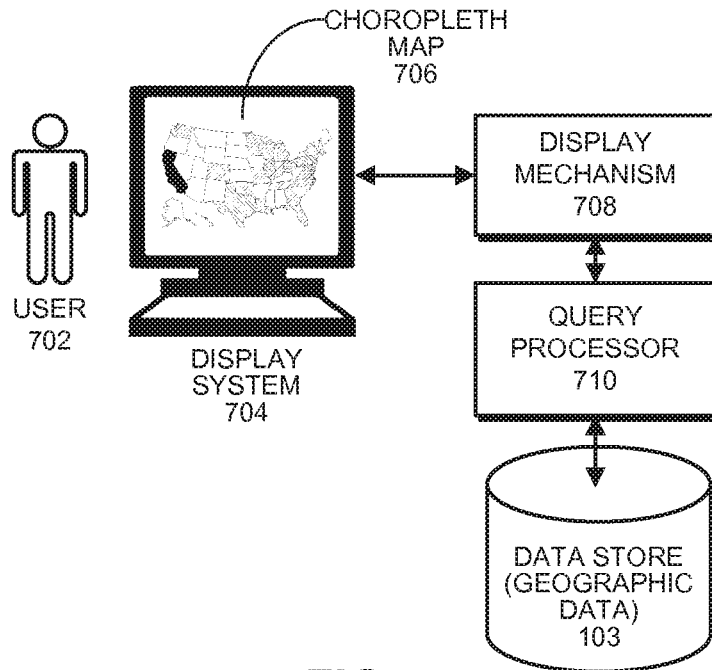 CHOROPLETH
MAP
706
USER
702
DISPLAY
SYSTEM
704
DISPLAY
MECHANISM
708
QUERY
PROCESSOR
710
DATA STORE
(GEOGRAPHIC
DATA)
103